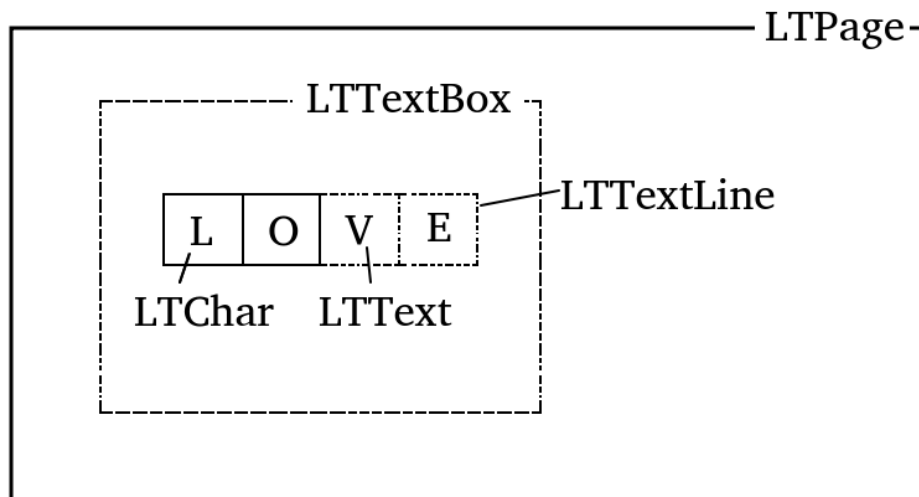 LTPage
LTTextBox
LTTextLine
L O V E
LTChar LTText